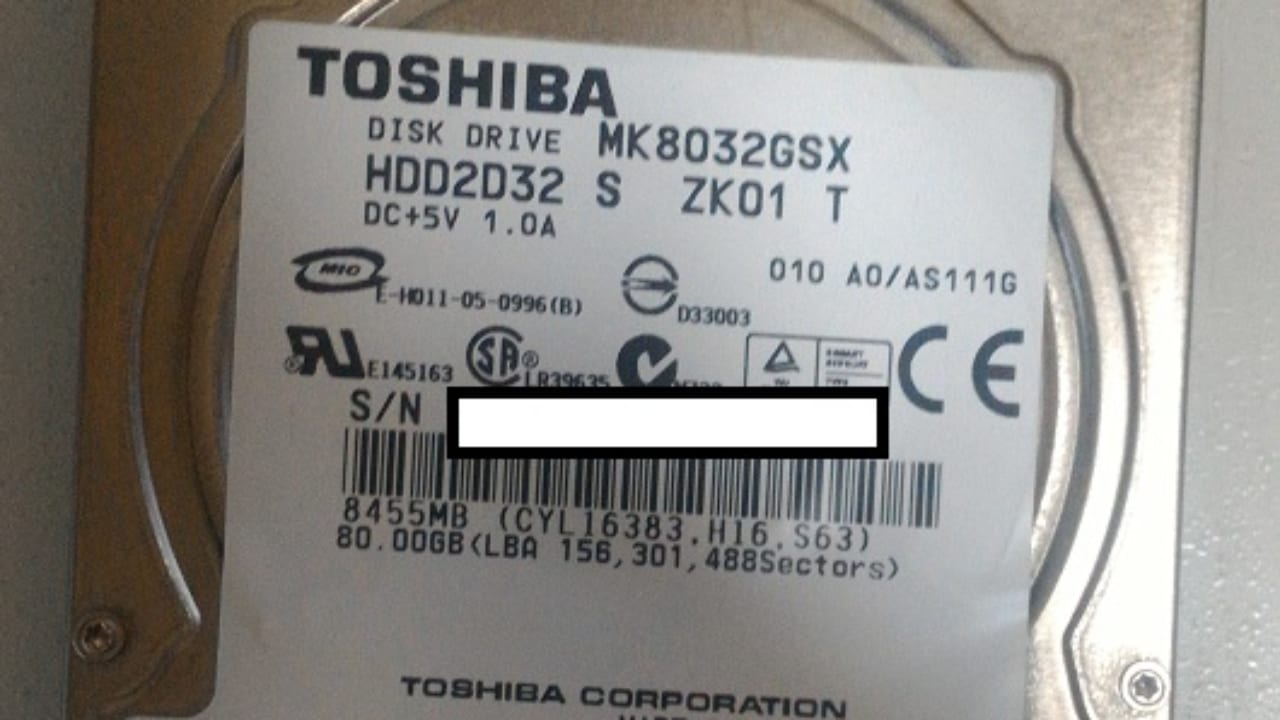 TOSHIBA
DISK DRIVE MK8032GSX
HDD2D32 S ZK01 T
DC+5V 1.0A
010 A0/AS111G
MIO E-H011-05-0996(B)
D33003
E145163
LR39635
CE
S/N
8455MB (CYL16383,H16,S63)
80.00GB(LBA 156,301,488Sectors)
TOSHIBA CORPORATION